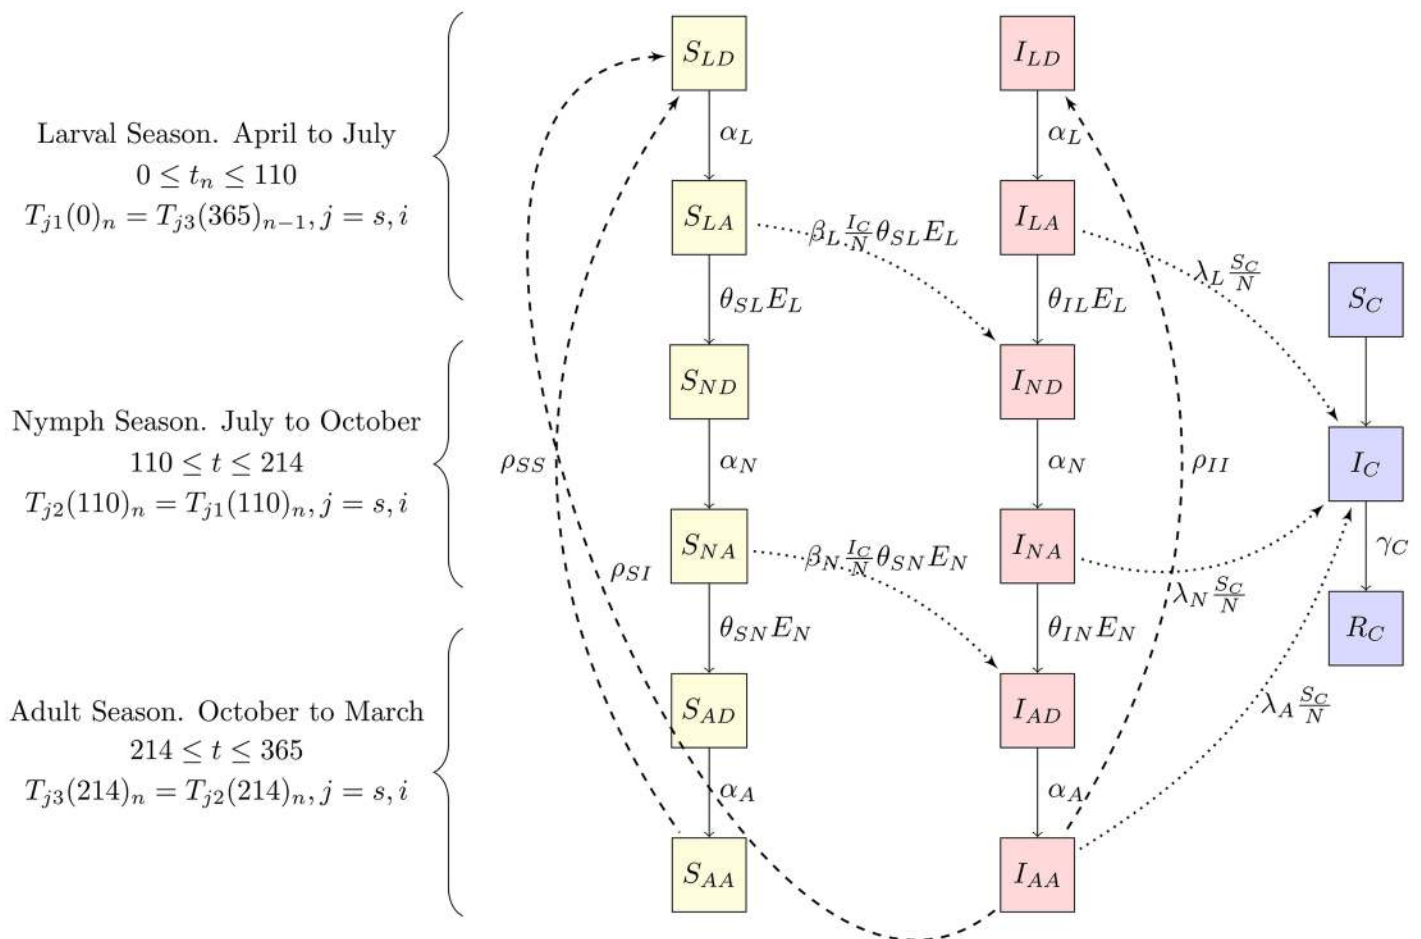 Larval Season. April to July
0 ≤ t_n ≤ 110
T_{j1}(0)_n = T_{j3}(365)_{n−1}, j = s, i
Nymph Season. July to October
110 ≤ t ≤ 214
T_{j2}(110)_n = T_{j1}(110)_n, j = s, i
Adult Season. October to March
214 ≤ t ≤ 365
T_{j3}(214)_n = T_{j2}(214)_n, j = s, i
S_{LD}
I_{LD}
α_L
α_L
S_{LA}
I_{LA}
β_L \frac{I_C}{N} θ_{SL} E_L
λ_L \frac{S_C}{N}
S_C
θ_{SL} E_L
θ_{IL} E_L
S_{ND}
I_{ND}
ρ_{SS}
α_N
α_N
ρ_{II}
I_C
S_{NA}
I_{NA}
β_N \frac{I_C}{N} θ_{SN} E_N
γ_C
ρ_{SI}
λ_N \frac{S_C}{N}
θ_{SN} E_N
θ_{IN} E_N
R_C
S_{AD}
I_{AD}
λ_A \frac{S_C}{N}
α_A
α_A
S_{AA}
I_{AA}